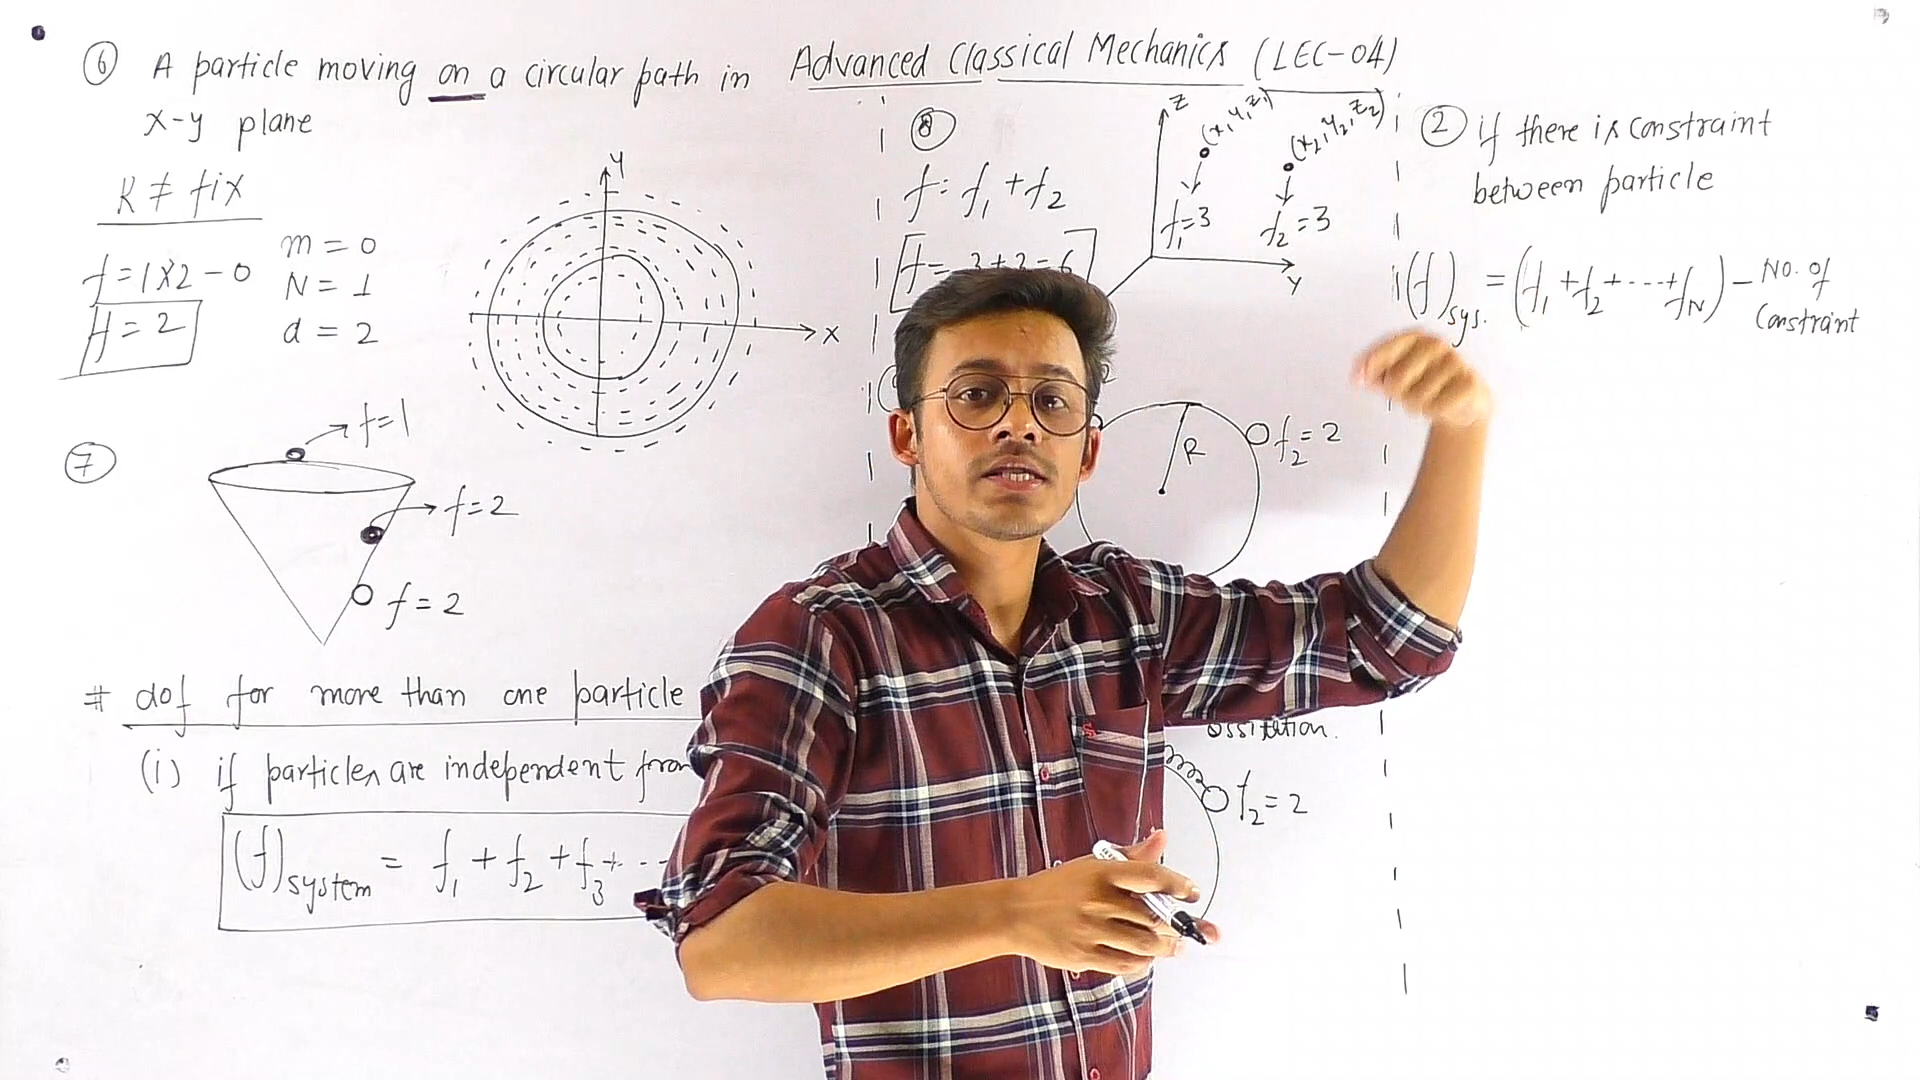 Advanced Classical Mechanics (LEC-04)
⑥ A particle moving on a circular path in
x-y plane
R ≠ fix
f = 1×2 - 0
f = 2
m = 0
N = 1
d = 2
y
x
⑦
f=1
f=2
f=2
# dof for more than one particle
(i) if particles are independent from
(f)system = f₁ + f₂ + f₃ + --
⑧
f = f₁ + f₂
f = 3+3=6
z
(x₁,y₁,z₁)
(x₂,y₂,z₂)
f₁=3
f₂=3
y
R
f₂=2
f₂=2
② if there is constraint
between particle
(f)sys. = (f₁ + f₂ + ---- + fN) - No. of
constraint